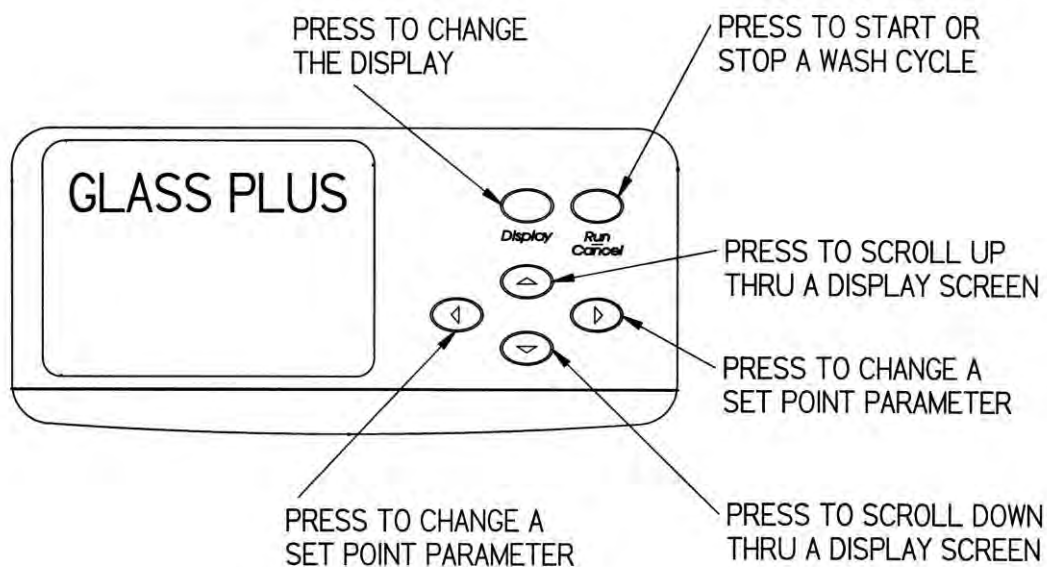 PRESS TO CHANGE
THE DISPLAY
PRESS TO START OR
STOP A WASH CYCLE
GLASS PLUS
Display
Run
Cancel
PRESS TO SCROLL UP
THRU A DISPLAY SCREEN
PRESS TO CHANGE A
SET POINT PARAMETER
PRESS TO CHANGE A
SET POINT PARAMETER
PRESS TO SCROLL DOWN
THRU A DISPLAY SCREEN